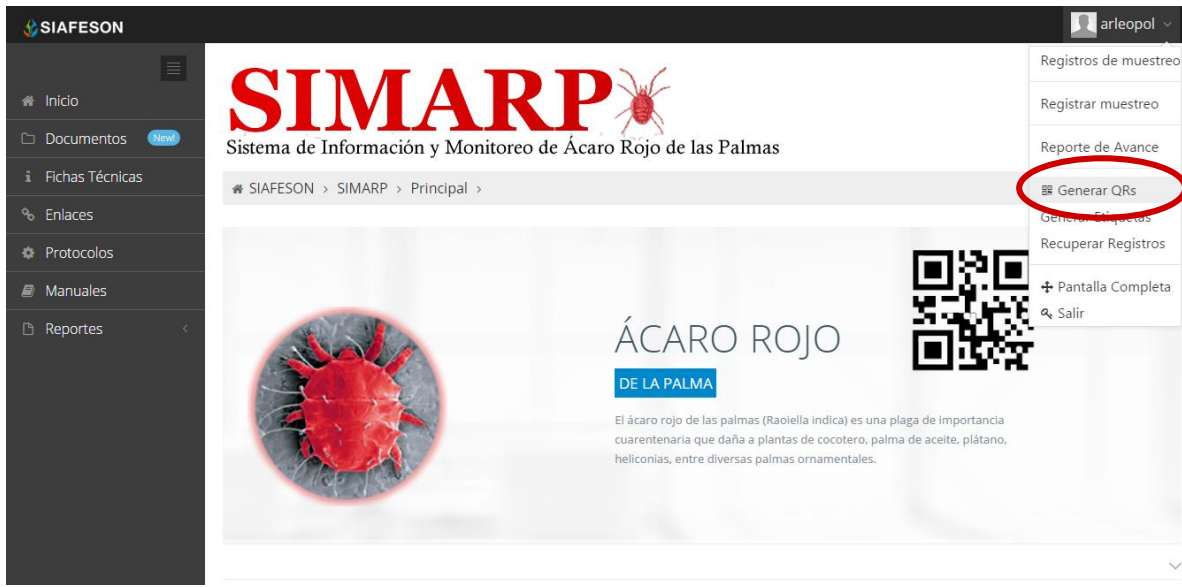 SIAFESON
arleopol
Inicio
Documentos New!
Fichas Técnicas
Enlaces
Protocolos
Manuales
Reportes
SIMARP
Sistema de Información y Monitoreo de Ácaro Rojo de las Palmas
SIAFESON > SIMARP > Principal >
Registros de muestreo
Registrar muestreo
Reporte de Avance
Generar QRs
Generar Etiquetas
Recuperar Registros
Pantalla Completa
Salir
ÁCARO ROJO
DE LA PALMA
El ácaro rojo de las palmas (Raoiella indica) es una plaga de importancia
cuarentenaria que daña a plantas de cocotero, palma de aceite, plátano,
heliconias, entre diversas palmas ornamentales.